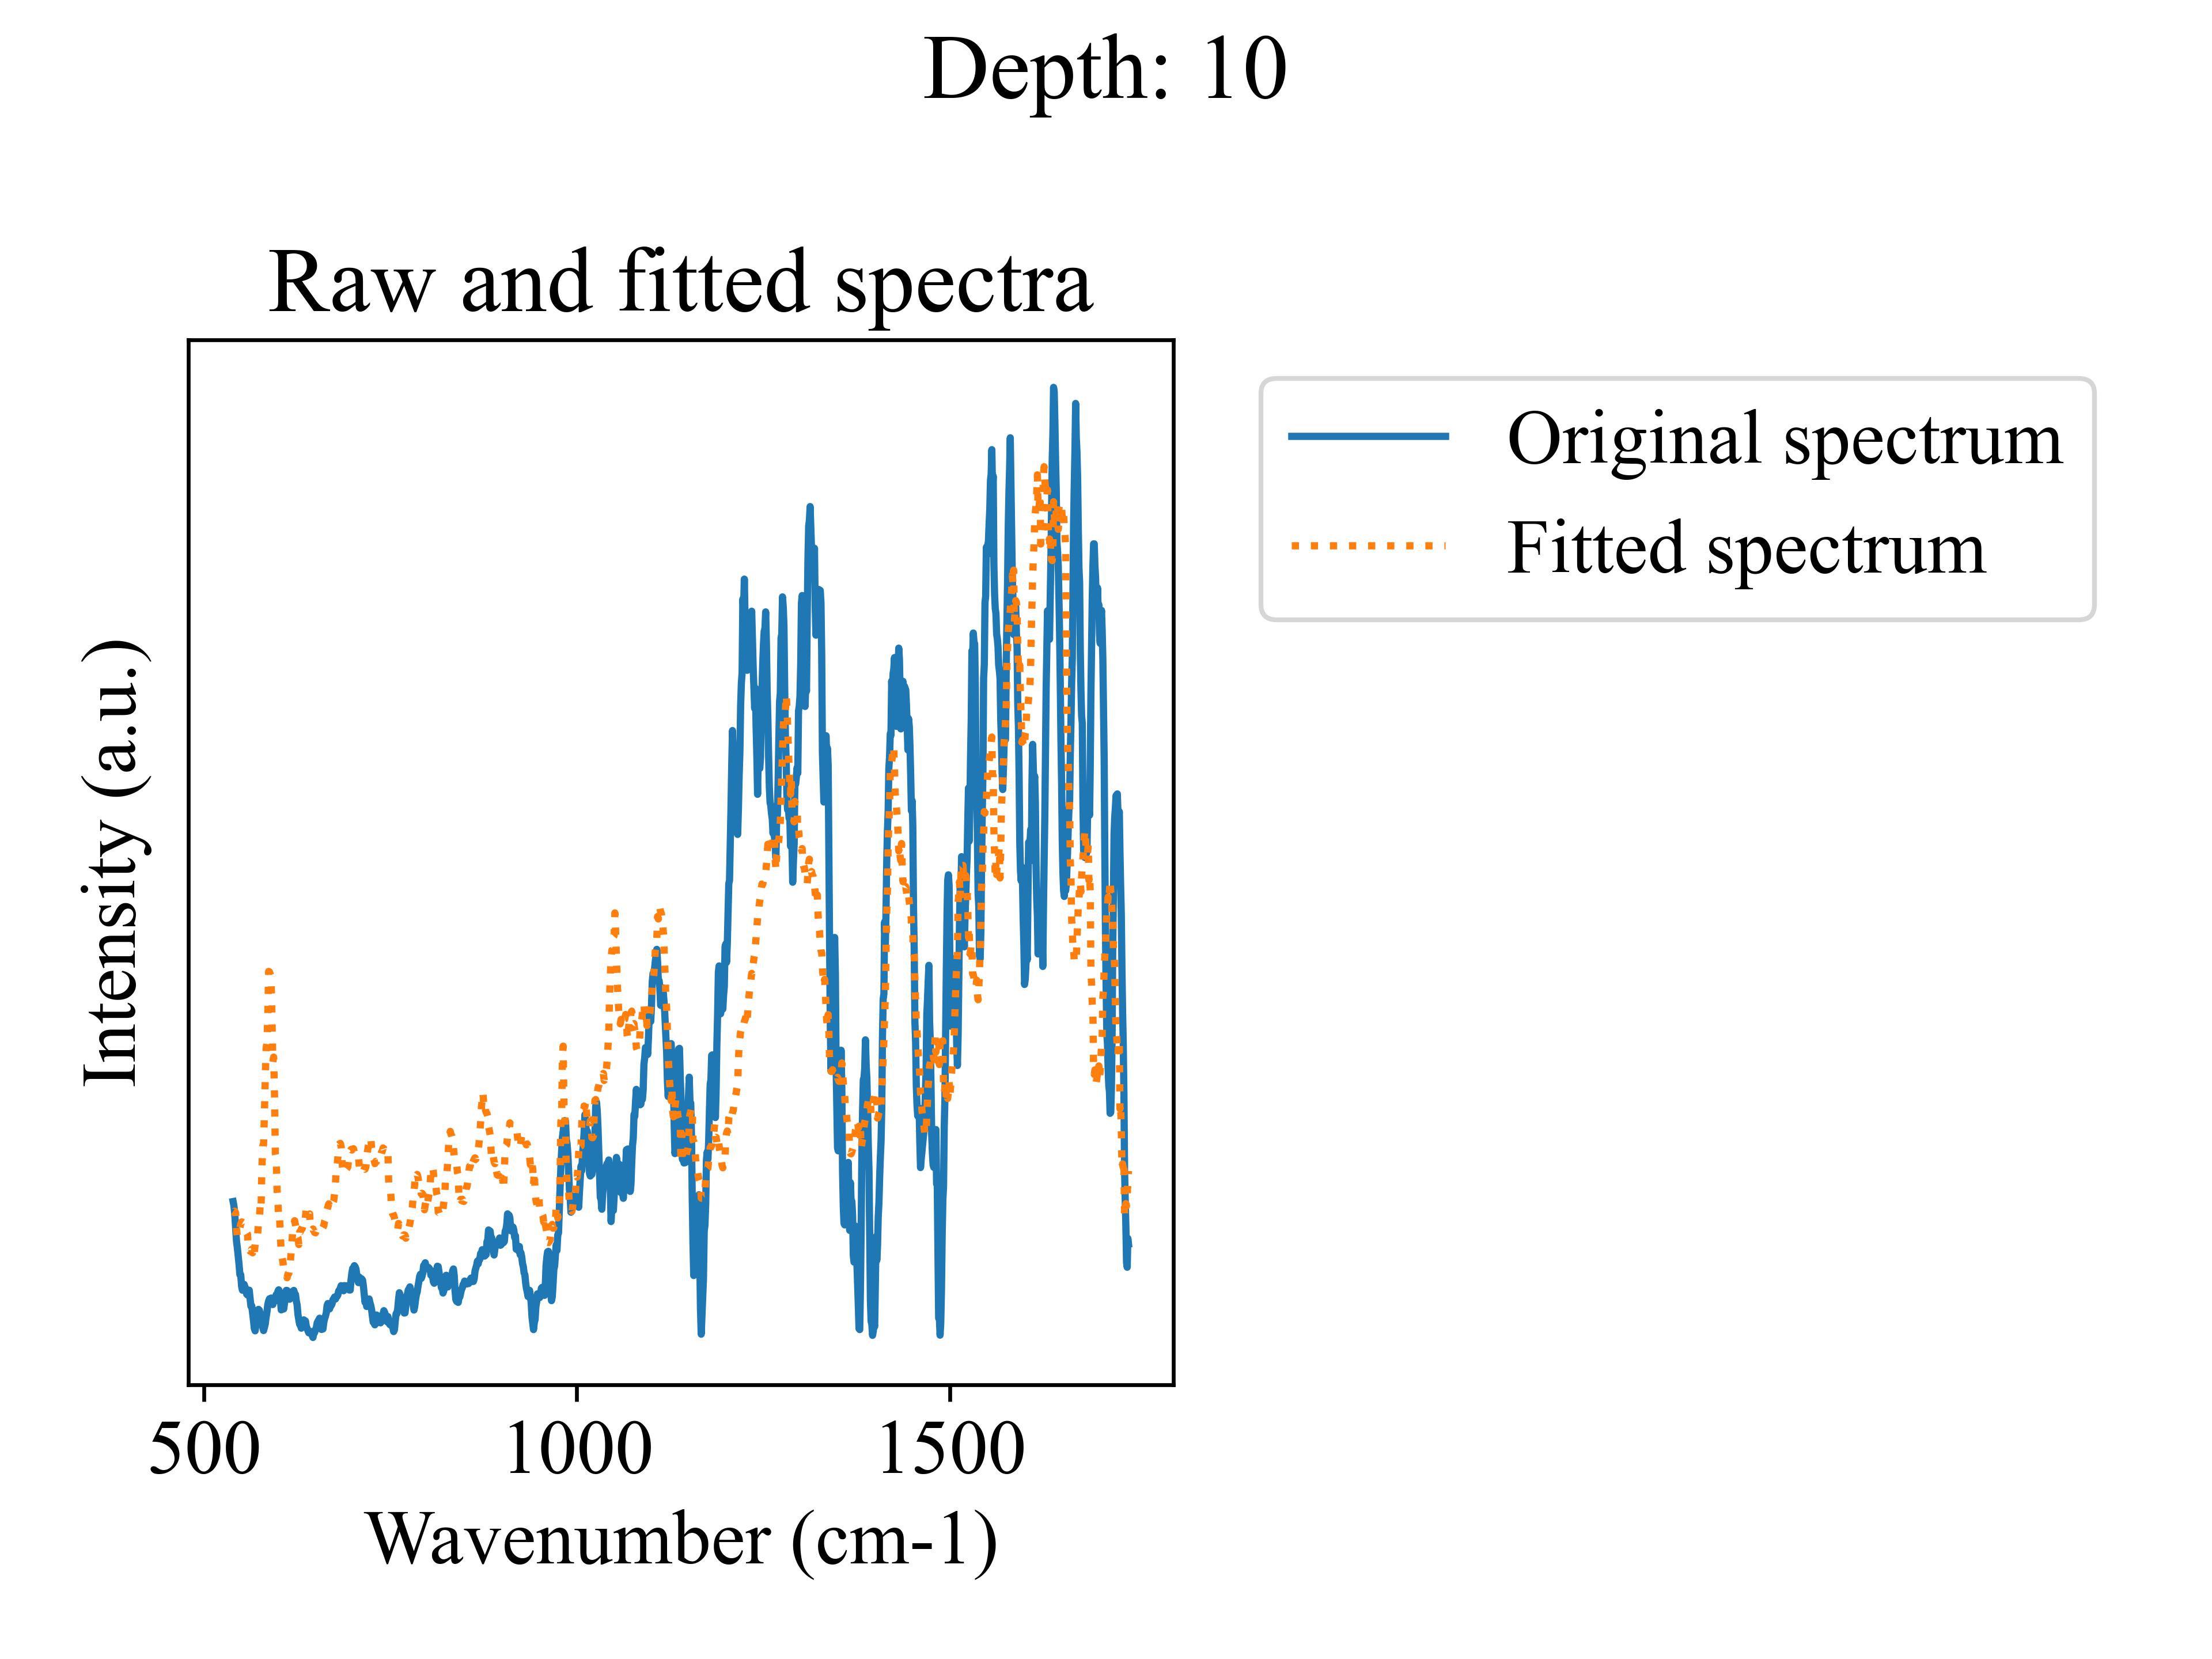 Depth: 10
Raw and fitted spectra
Original spectrum
Fitted spectrum
Intensity (a.u.)
500 1000 1500
Wavenumber (cm-1)